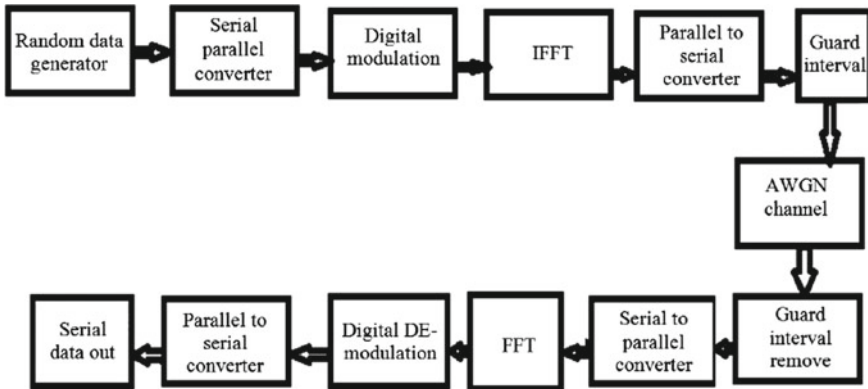 Random data
generator
Serial
parallel
converter
Digital
modulation
IFFT
Parallel to
serial
converter
Guard
interval
AWGN
channel
Serial
data out
Parallel to
serial
converter
Digital DE-
modulation
FFT
Serial to
parallel
converter
Guard
interval
remove